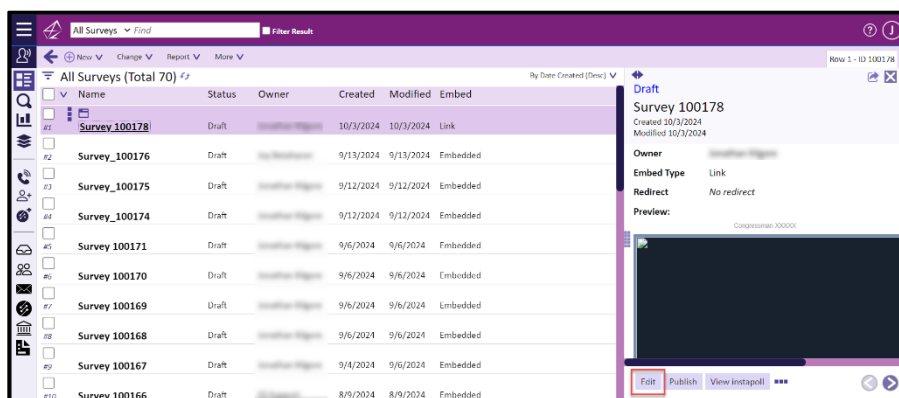 All Surveys Find Filter Result ? J
New Change Report More Row 1 - ID 100178
All Surveys (Total 70) By Date Created (Desc)
Name Status Owner Created Modified Embed
#1 Survey 100178 Draft 10/3/2024 10/3/2024 Link
#2 Survey_100176 Draft 9/13/2024 9/13/2024 Embedded
#3 Survey_100175 Draft 9/12/2024 9/12/2024 Embedded
#4 Survey_100174 Draft 9/12/2024 9/12/2024 Embedded
#5 Survey 100171 Draft 9/6/2024 9/6/2024 Embedded
#6 Survey 100170 Draft 9/6/2024 9/6/2024 Embedded
#7 Survey 100169 Draft 9/6/2024 9/6/2024 Embedded
#8 Survey 100168 Draft 9/6/2024 9/6/2024 Embedded
#9 Survey 100167 Draft 9/4/2024 9/6/2024 Embedded
#10 Survey 100166 Draft 8/9/2024 8/9/2024 Embedded
Draft
Survey 100178
Created 10/3/2024
Modified 10/3/2024
Owner
Embed Type Link
Redirect No redirect
Preview:
Congressman XXXXX
Edit Publish View instapoll